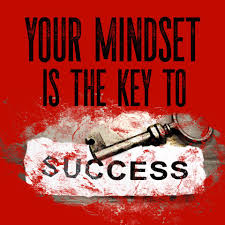 YOUR MINDSET
IS THE KEY TO
SUCCESS